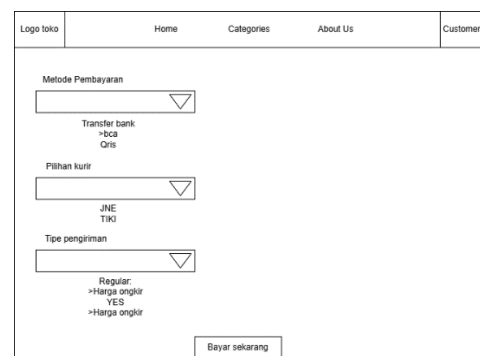 Logo toko Home Categories About Us Customer
Metode Pembayaran
Transfer bank
>bca
Qris
Pilihan kurir
JNE
TIKI
Tipe pengiriman
Regular:
>Harga ongkir
YES
>Harga ongkir
Bayar sekarang